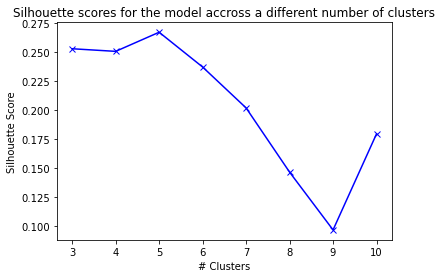 Silhouette scores for the model accross a different number of clusters
0.275
0.250
0.225
0.200
0.175
0.150
0.125
0.100
Silhouette Score
3 4 5 6 7 8 9 10
# Clusters